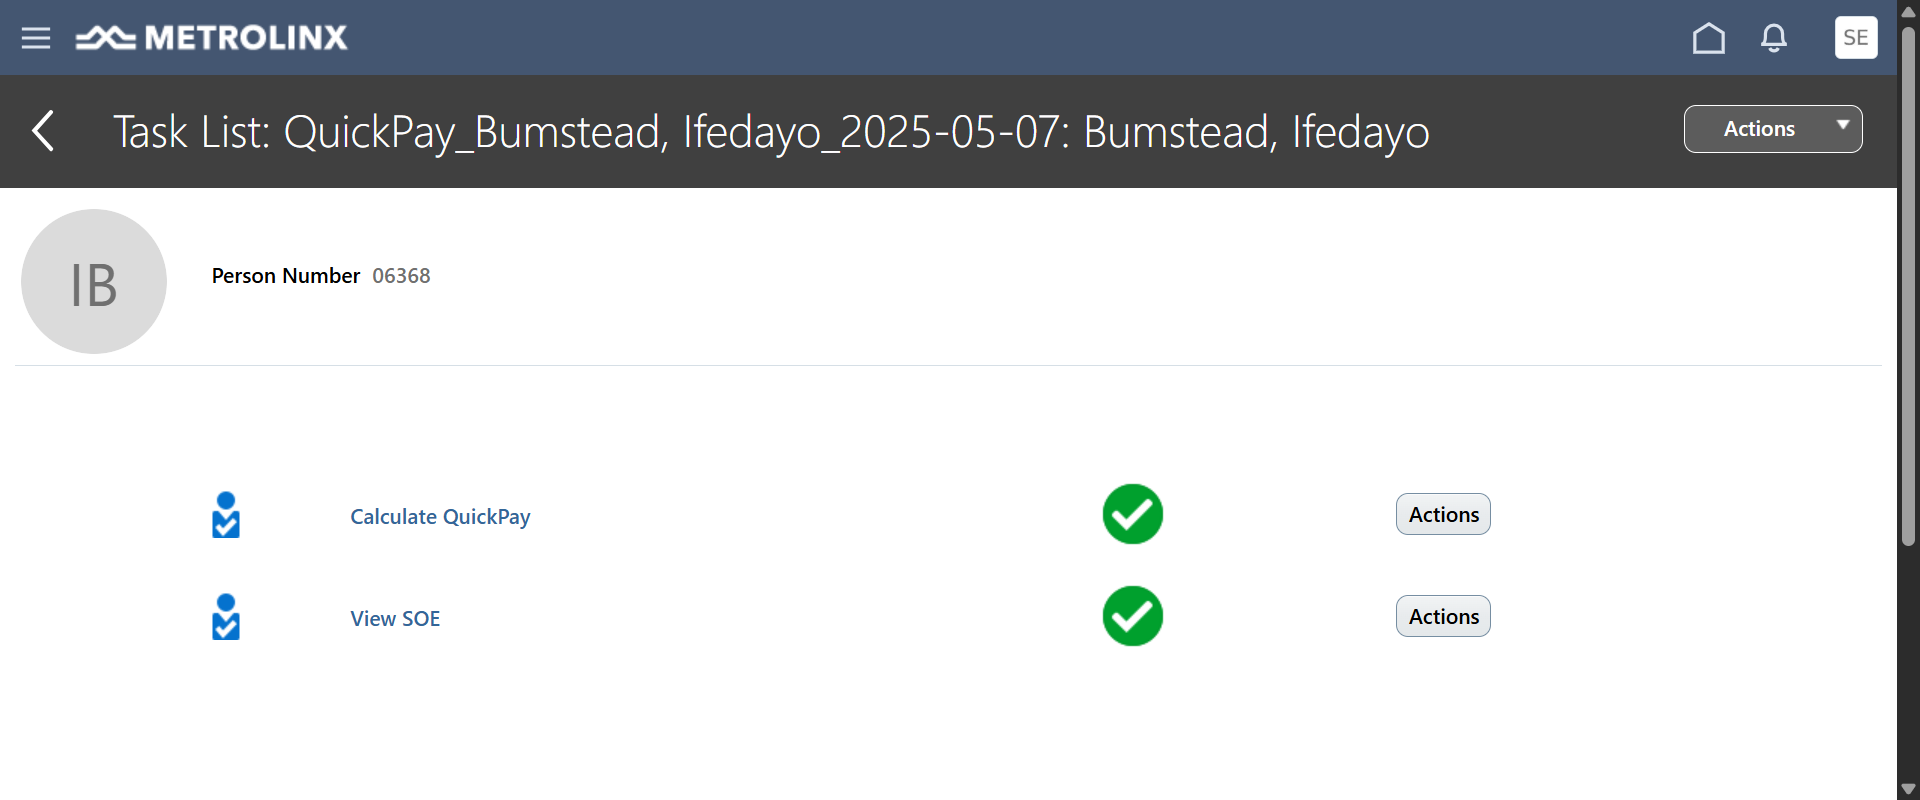 METROLINX
SE
Task List: QuickPay_Bumstead, Ifedayo_2025-05-07: Bumstead, Ifedayo
Actions
IB
Person Number 06368
Calculate QuickPay
Actions
View SOE
Actions